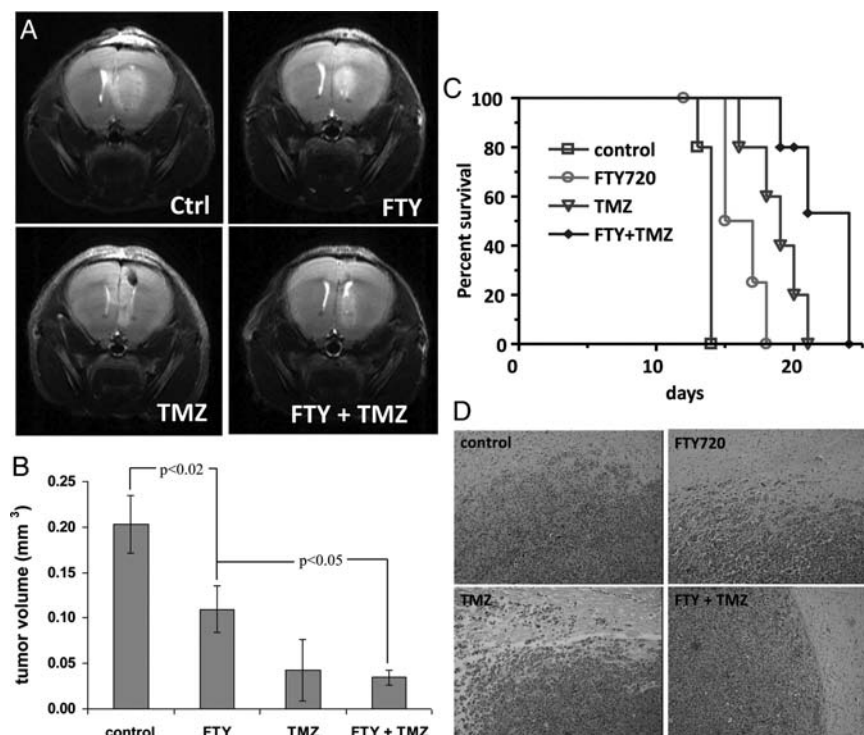 A
Ctrl
FTY
TMZ
FTY + TMZ
B
p<0.02
p<0.05
tumor volume (mm³)
0.25
0.20
0.15
0.10
0.05
0.00
control
FTY
TMZ
FTY + TMZ
C
Percent survival
100
80
60
40
20
0
control
FTY720
TMZ
FTY+TMZ
0
10
20
days
D
control
FTY720
TMZ
FTY + TMZ